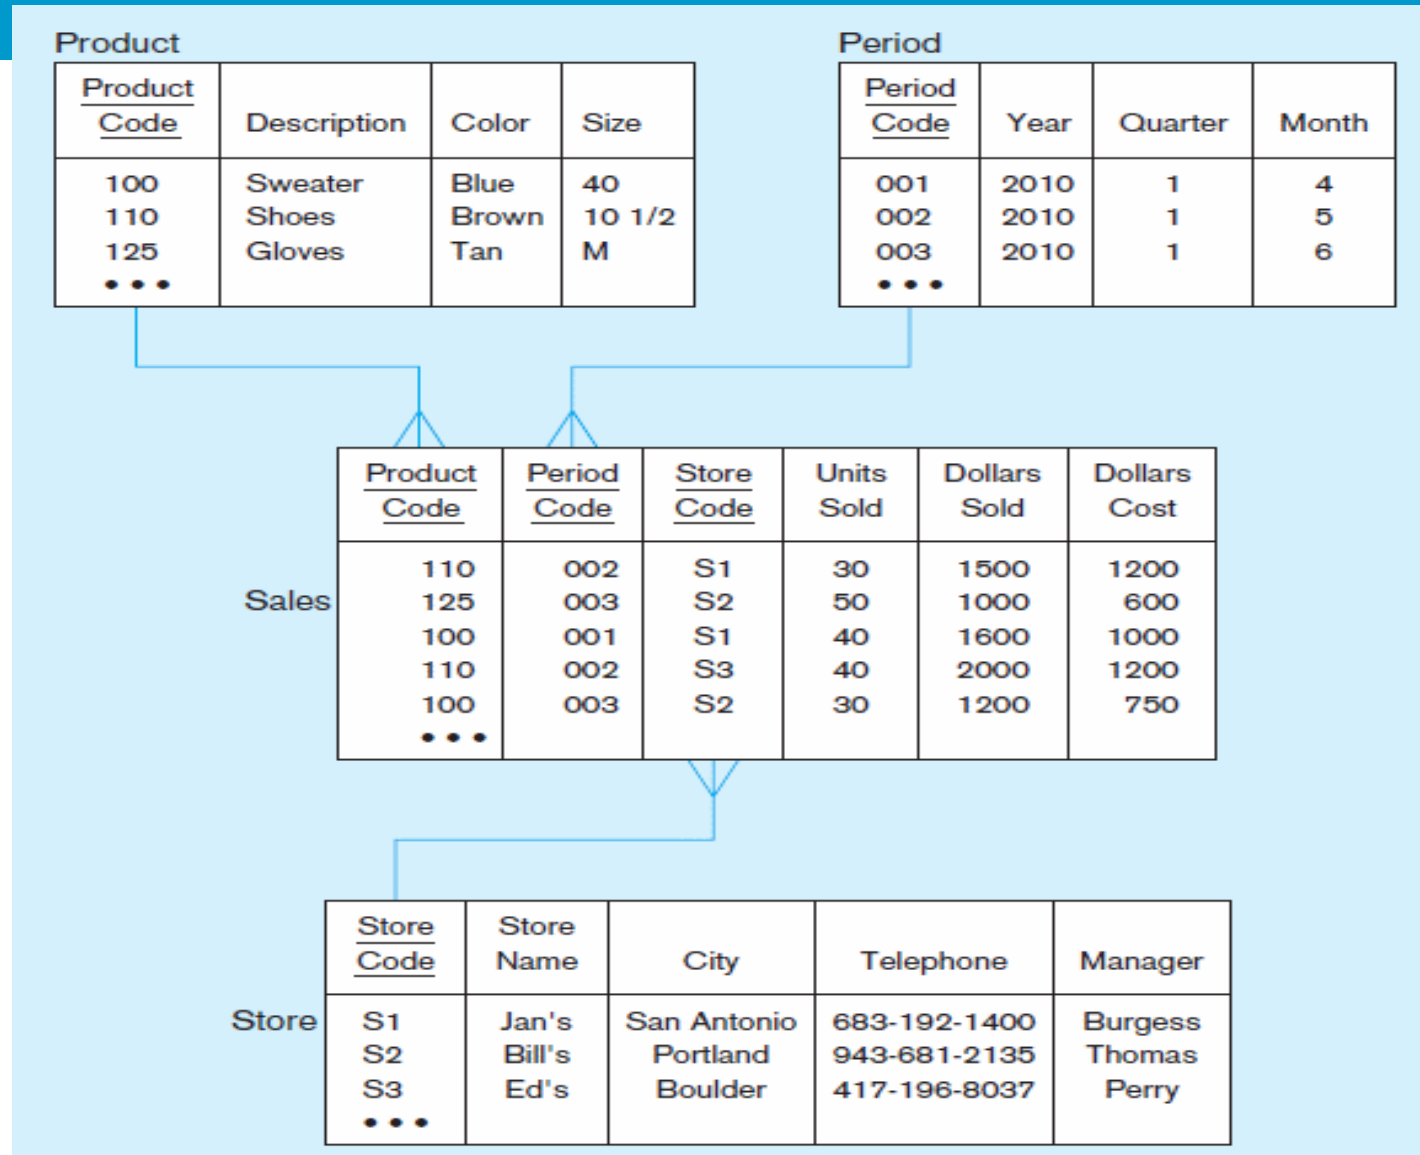 Product
Product Code Description Color Size
100 Sweater Blue 40
110 Shoes Brown 10 1/2
125 Gloves Tan M
• • •
Period
Period Code Year Quarter Month
001 2010 1 4
002 2010 1 5
003 2010 1 6
• • •
Sales
Product Code Period Code Store Code Units Sold Dollars Sold Dollars Cost
110 002 S1 30 1500 1200
125 003 S2 50 1000 600
100 001 S1 40 1600 1000
110 002 S3 40 2000 1200
100 003 S2 30 1200 750
• • •
Store
Store Code Store Name City Telephone Manager
S1 Jan's San Antonio 683-192-1400 Burgess
S2 Bill's Portland 943-681-2135 Thomas
S3 Ed's Boulder 417-196-8037 Perry
• • •